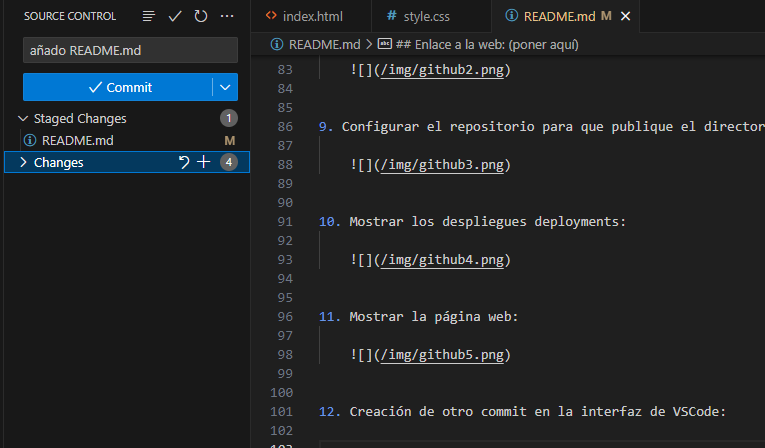 SOURCE CONTROL
añado README.md
Commit
Staged Changes 1
README.md M
Changes 4
index.html
style.css
README.md M
README.md > ## Enlace a la web: (poner aquí)
83 ![](/img/github2.png)
84
85
86 9. Configurar el repositorio para que publique el director
87
88 ![](/img/github3.png)
89
90
91 10. Mostrar los despliegues deployments:
92
93 ![](/img/github4.png)
94
95
96 11. Mostrar la página web:
97
98 ![](/img/github5.png)
99
100
101 12. Creación de otro commit en la interfaz de VSCode:
102
103